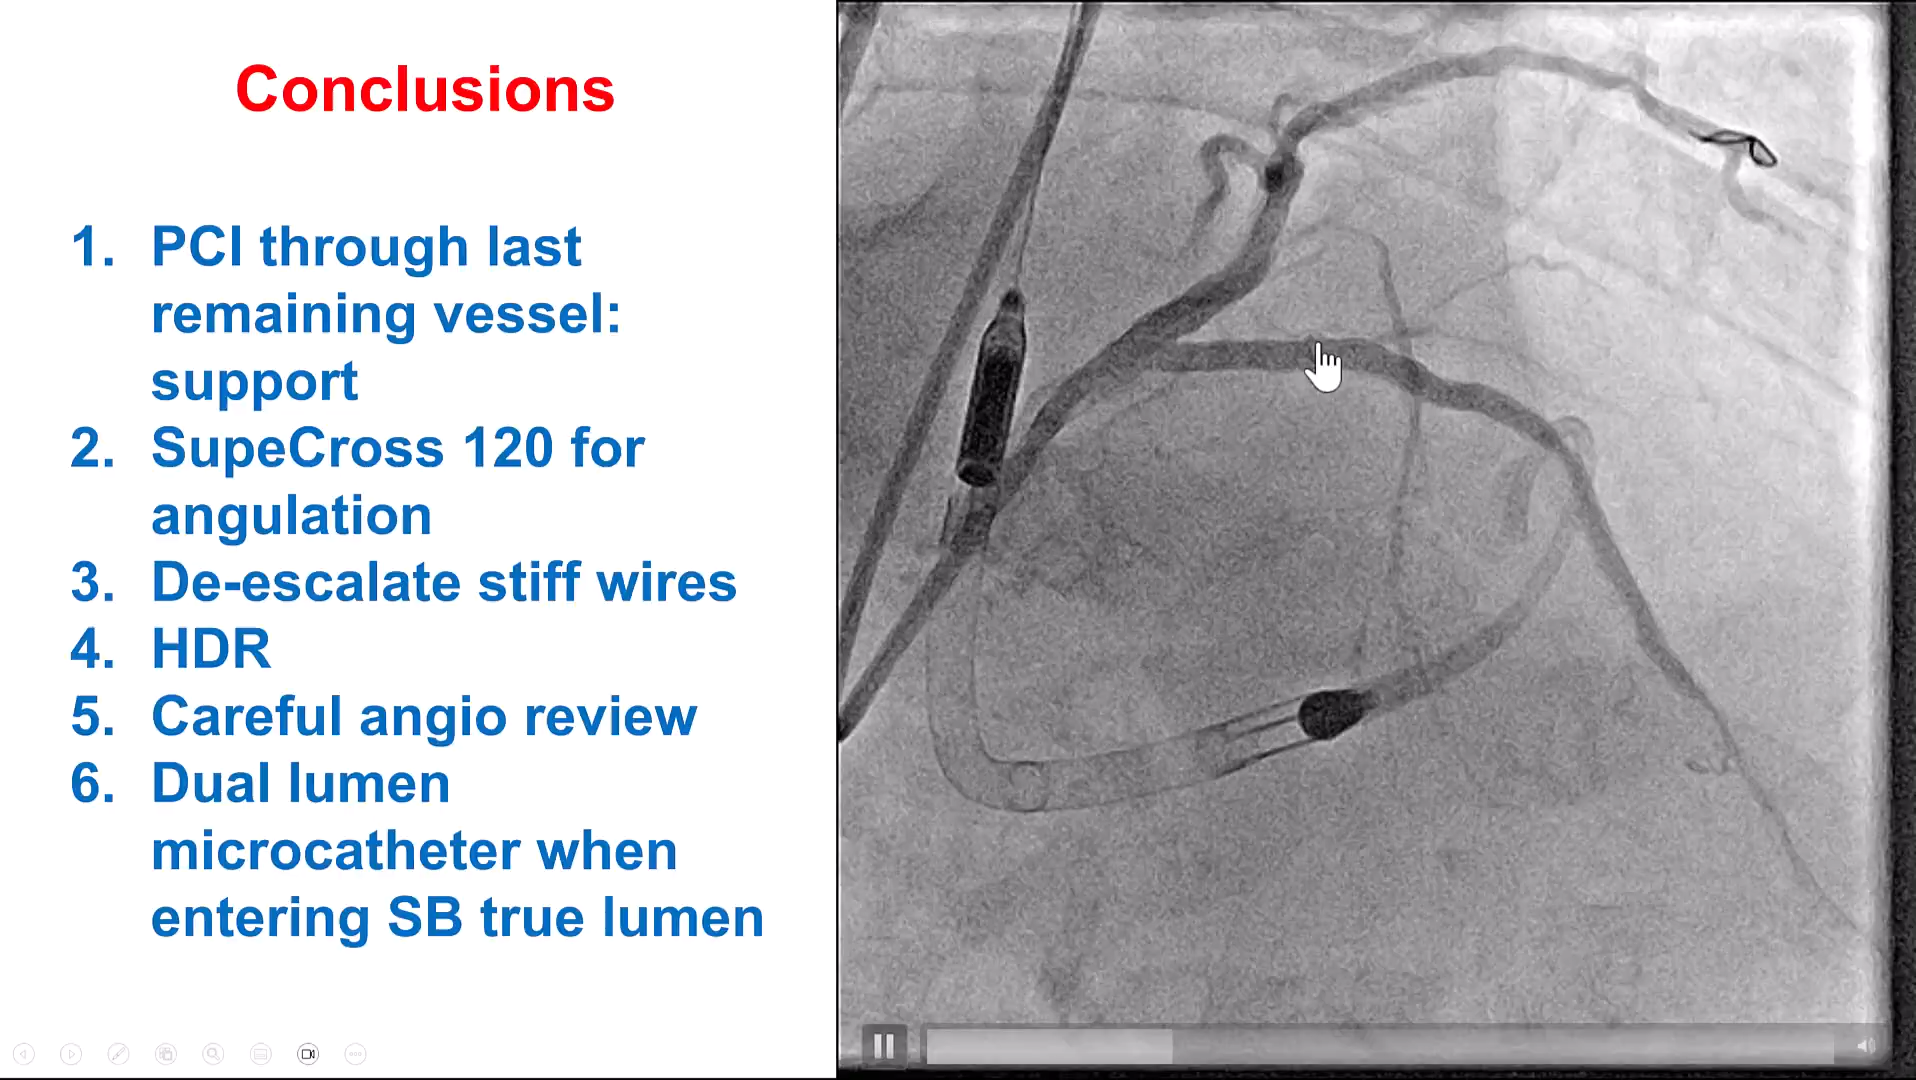 Conclusions
1. PCI through last
remaining vessel:
support
2. SupeCross 120 for
angulation
3. De-escalate stiff wires
4. HDR
5. Careful angio review
6. Dual lumen
microcatheter when
entering SB true lumen